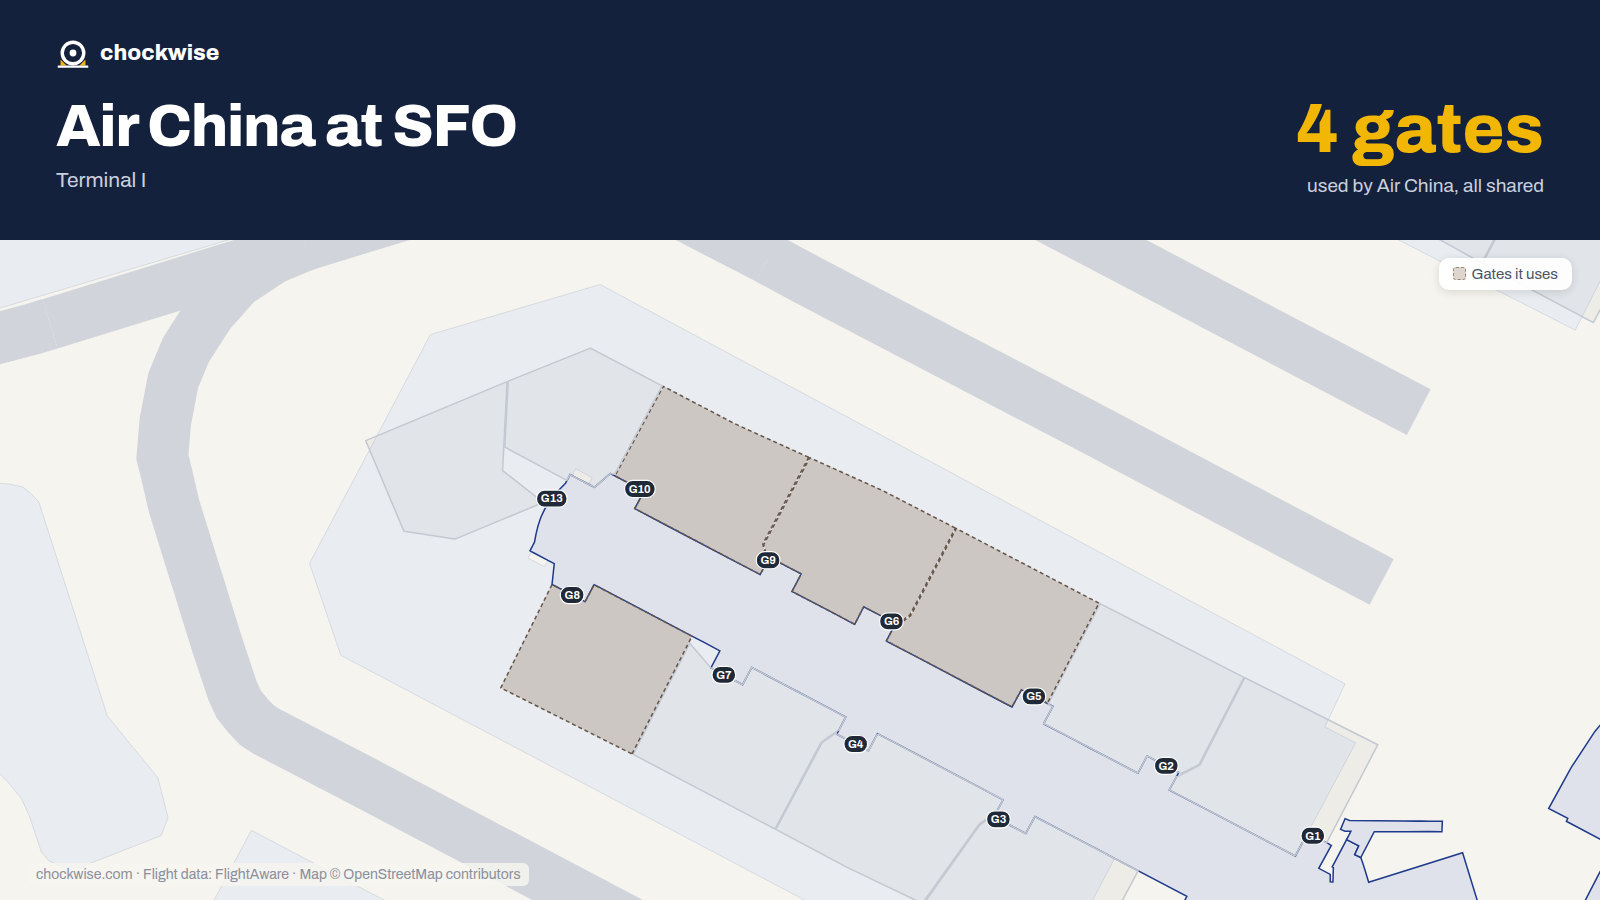 chockwise
Air China at SFO
Terminal I
4 gates
used by Air China, all shared
Gates it uses
G13
G10
G9
G8
G6
G7
G5
G4
G2
G3
G1
chockwise.com · Flight data: FlightAware · Map © OpenStreetMap contributors